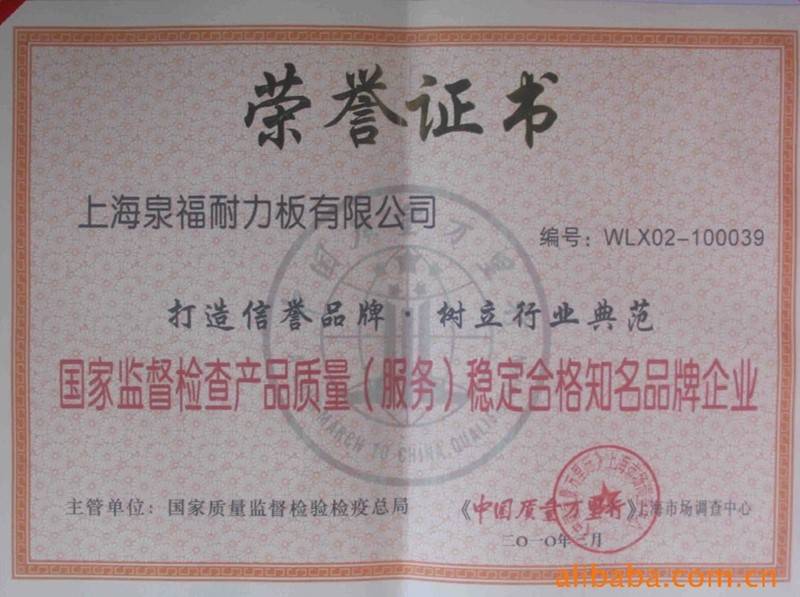 荣誉证书
上海泉福耐力板有限公司
编号：WLX02-100039
打造信誉品牌·树立行业典范
国家监督检查产品质量（服务）稳定合格知名品牌企业
MARCH TO CHINA QUALITY
主管单位：国家质量监督检验检疫总局
《中国质量万里行》上海市场调查中心
二〇一〇年一月
alibaba.com.cn